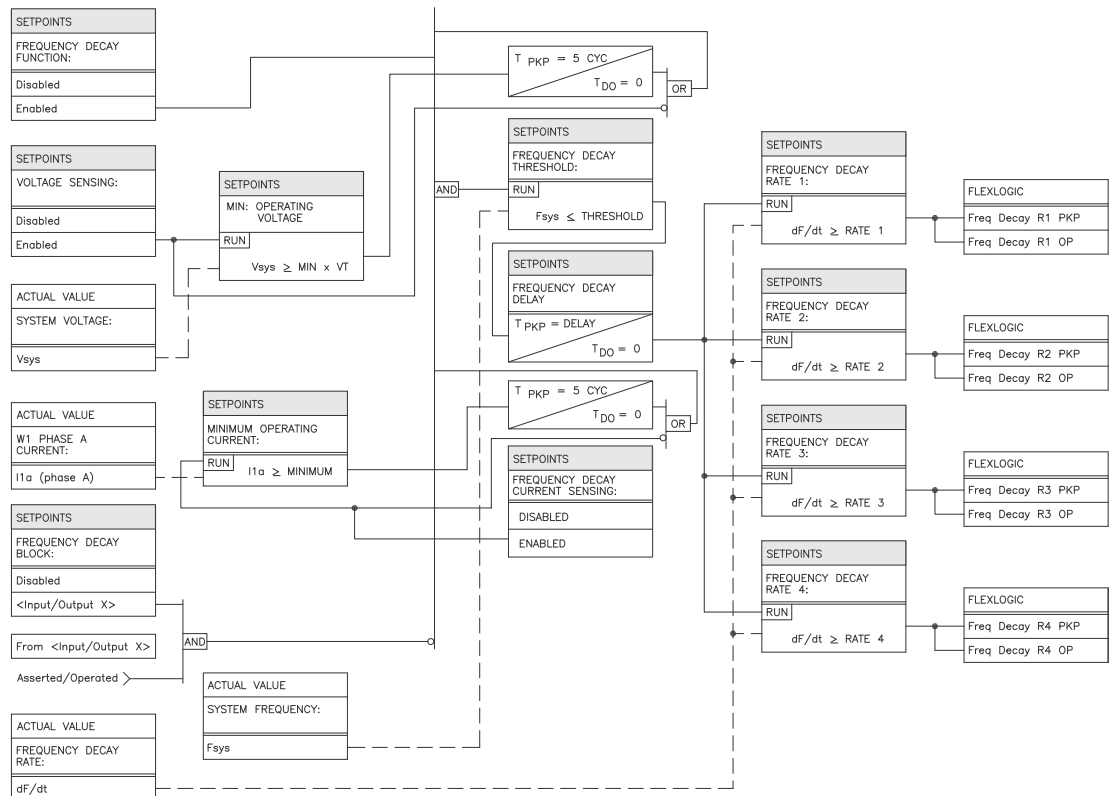 SETPOINTS
FREQUENCY DECAY
FUNCTION:
Disabled
Enabled
SETPOINTS
VOLTAGE SENSING:
Disabled
Enabled
ACTUAL VALUE
SYSTEM VOLTAGE:
Vsys
ACTUAL VALUE
W1 PHASE A
CURRENT:
I1a (phase A)
SETPOINTS
FREQUENCY DECAY
BLOCK:
Disabled
<Input/Output X>
From <Input/Output X>
Asserted/Operated
AND
ACTUAL VALUE
FREQUENCY DECAY
RATE:
dF/dt
SETPOINTS
MIN: OPERATING
VOLTAGE
RUN
Vsys ≥ MIN x VT
SETPOINTS
MINIMUM OPERATING
CURRENT:
RUN
I1a ≥ MINIMUM
ACTUAL VALUE
SYSTEM FREQUENCY:
Fsys
AND
T PKP = 5 CYC
T DO = 0
OR
SETPOINTS
FREQUENCY DECAY
THRESHOLD:
RUN
Fsys ≤ THRESHOLD
SETPOINTS
FREQUENCY DECAY
DELAY
T PKP = DELAY
T DO = 0
T PKP = 5 CYC
T DO = 0
OR
SETPOINTS
FREQUENCY DECAY
CURRENT SENSING:
DISABLED
ENABLED
SETPOINTS
FREQUENCY DECAY
RATE 1:
RUN
dF/dt ≥ RATE 1
SETPOINTS
FREQUENCY DECAY
RATE 2:
RUN
dF/dt ≥ RATE 2
SETPOINTS
FREQUENCY DECAY
RATE 3:
RUN
dF/dt ≥ RATE 3
SETPOINTS
FREQUENCY DECAY
RATE 4:
RUN
dF/dt ≥ RATE 4
FLEXLOGIC
Freq Decay R1 PKP
Freq Decay R1 OP
FLEXLOGIC
Freq Decay R2 PKP
Freq Decay R2 OP
FLEXLOGIC
Freq Decay R3 PKP
Freq Decay R3 OP
FLEXLOGIC
Freq Decay R4 PKP
Freq Decay R4 OP